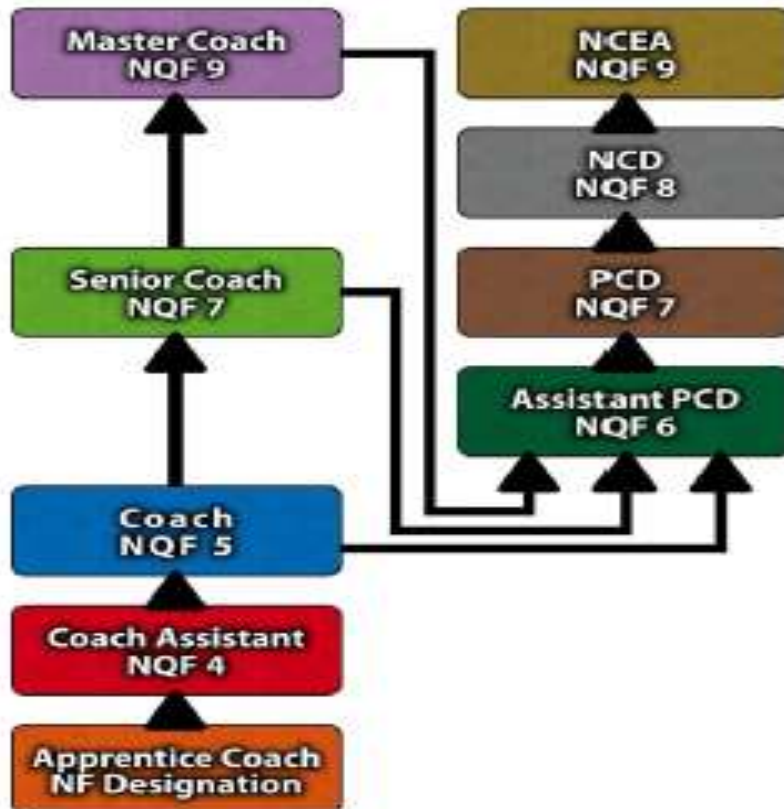 Master Coach
NQF 9
Senior Coach
NQF 7
Coach
NQF 5
Coach Assistant
NQF 4
Apprentice Coach
NF Designation
NCEA
NQF 9
NCD
NQF 8
PCD
NQF 7
Assistant PCD
NQF 6